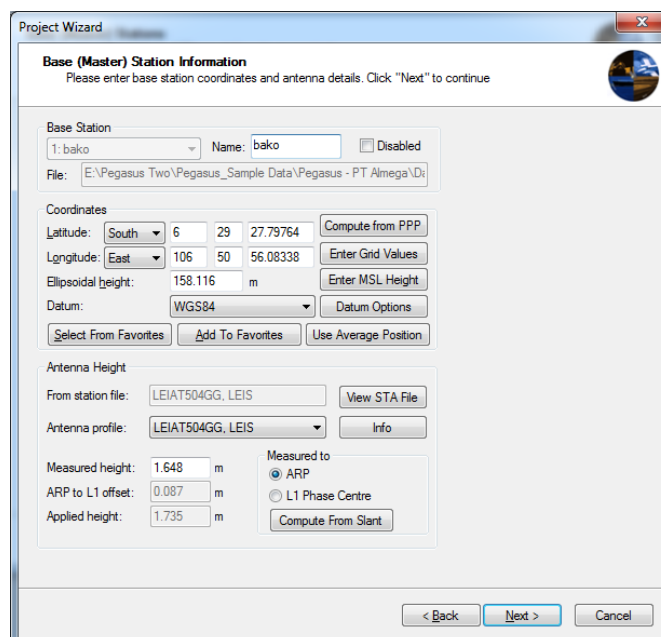 Project Wizard
Base (Master) Station Information
Please enter base station coordinates and antenna details. Click "Next" to continue
Base Station
1: bako Name: bako Disabled
File: E:\Pegasus Two\Pegasus_Sample Data\Pegasus - PT Almega\Da
Coordinates
Latitude: South 6 29 27.79764 Compute from PPP
Longitude: East 106 50 56.08338 Enter Grid Values
Ellipsoidal height: 158.116 m Enter MSL Height
Datum: WGS84 Datum Options
Select From Favorites Add To Favorites Use Average Position
Antenna Height
From station file: LEIAT504GG, LEIS View STA File
Antenna profile: LEIAT504GG, LEIS Info
Measured height: 1.648 m Measured to
ARP
ARP to L1 offset: 0.087 m L1 Phase Centre
Applied height: 1.735 m Compute From Slant
< Back Next > Cancel